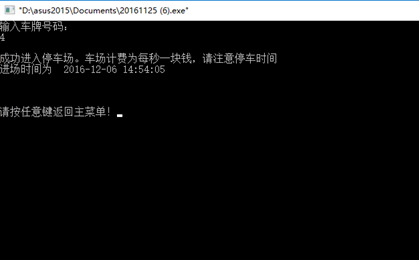 "D:\asus2015\Documents\20161125 (6).exe"
输入车牌号码：
4
成功进入停车场。车场计费为每秒一块钱，请注意停车时间
进场时间为 2016-12-06 14:54:05
请按任意键返回主菜单！